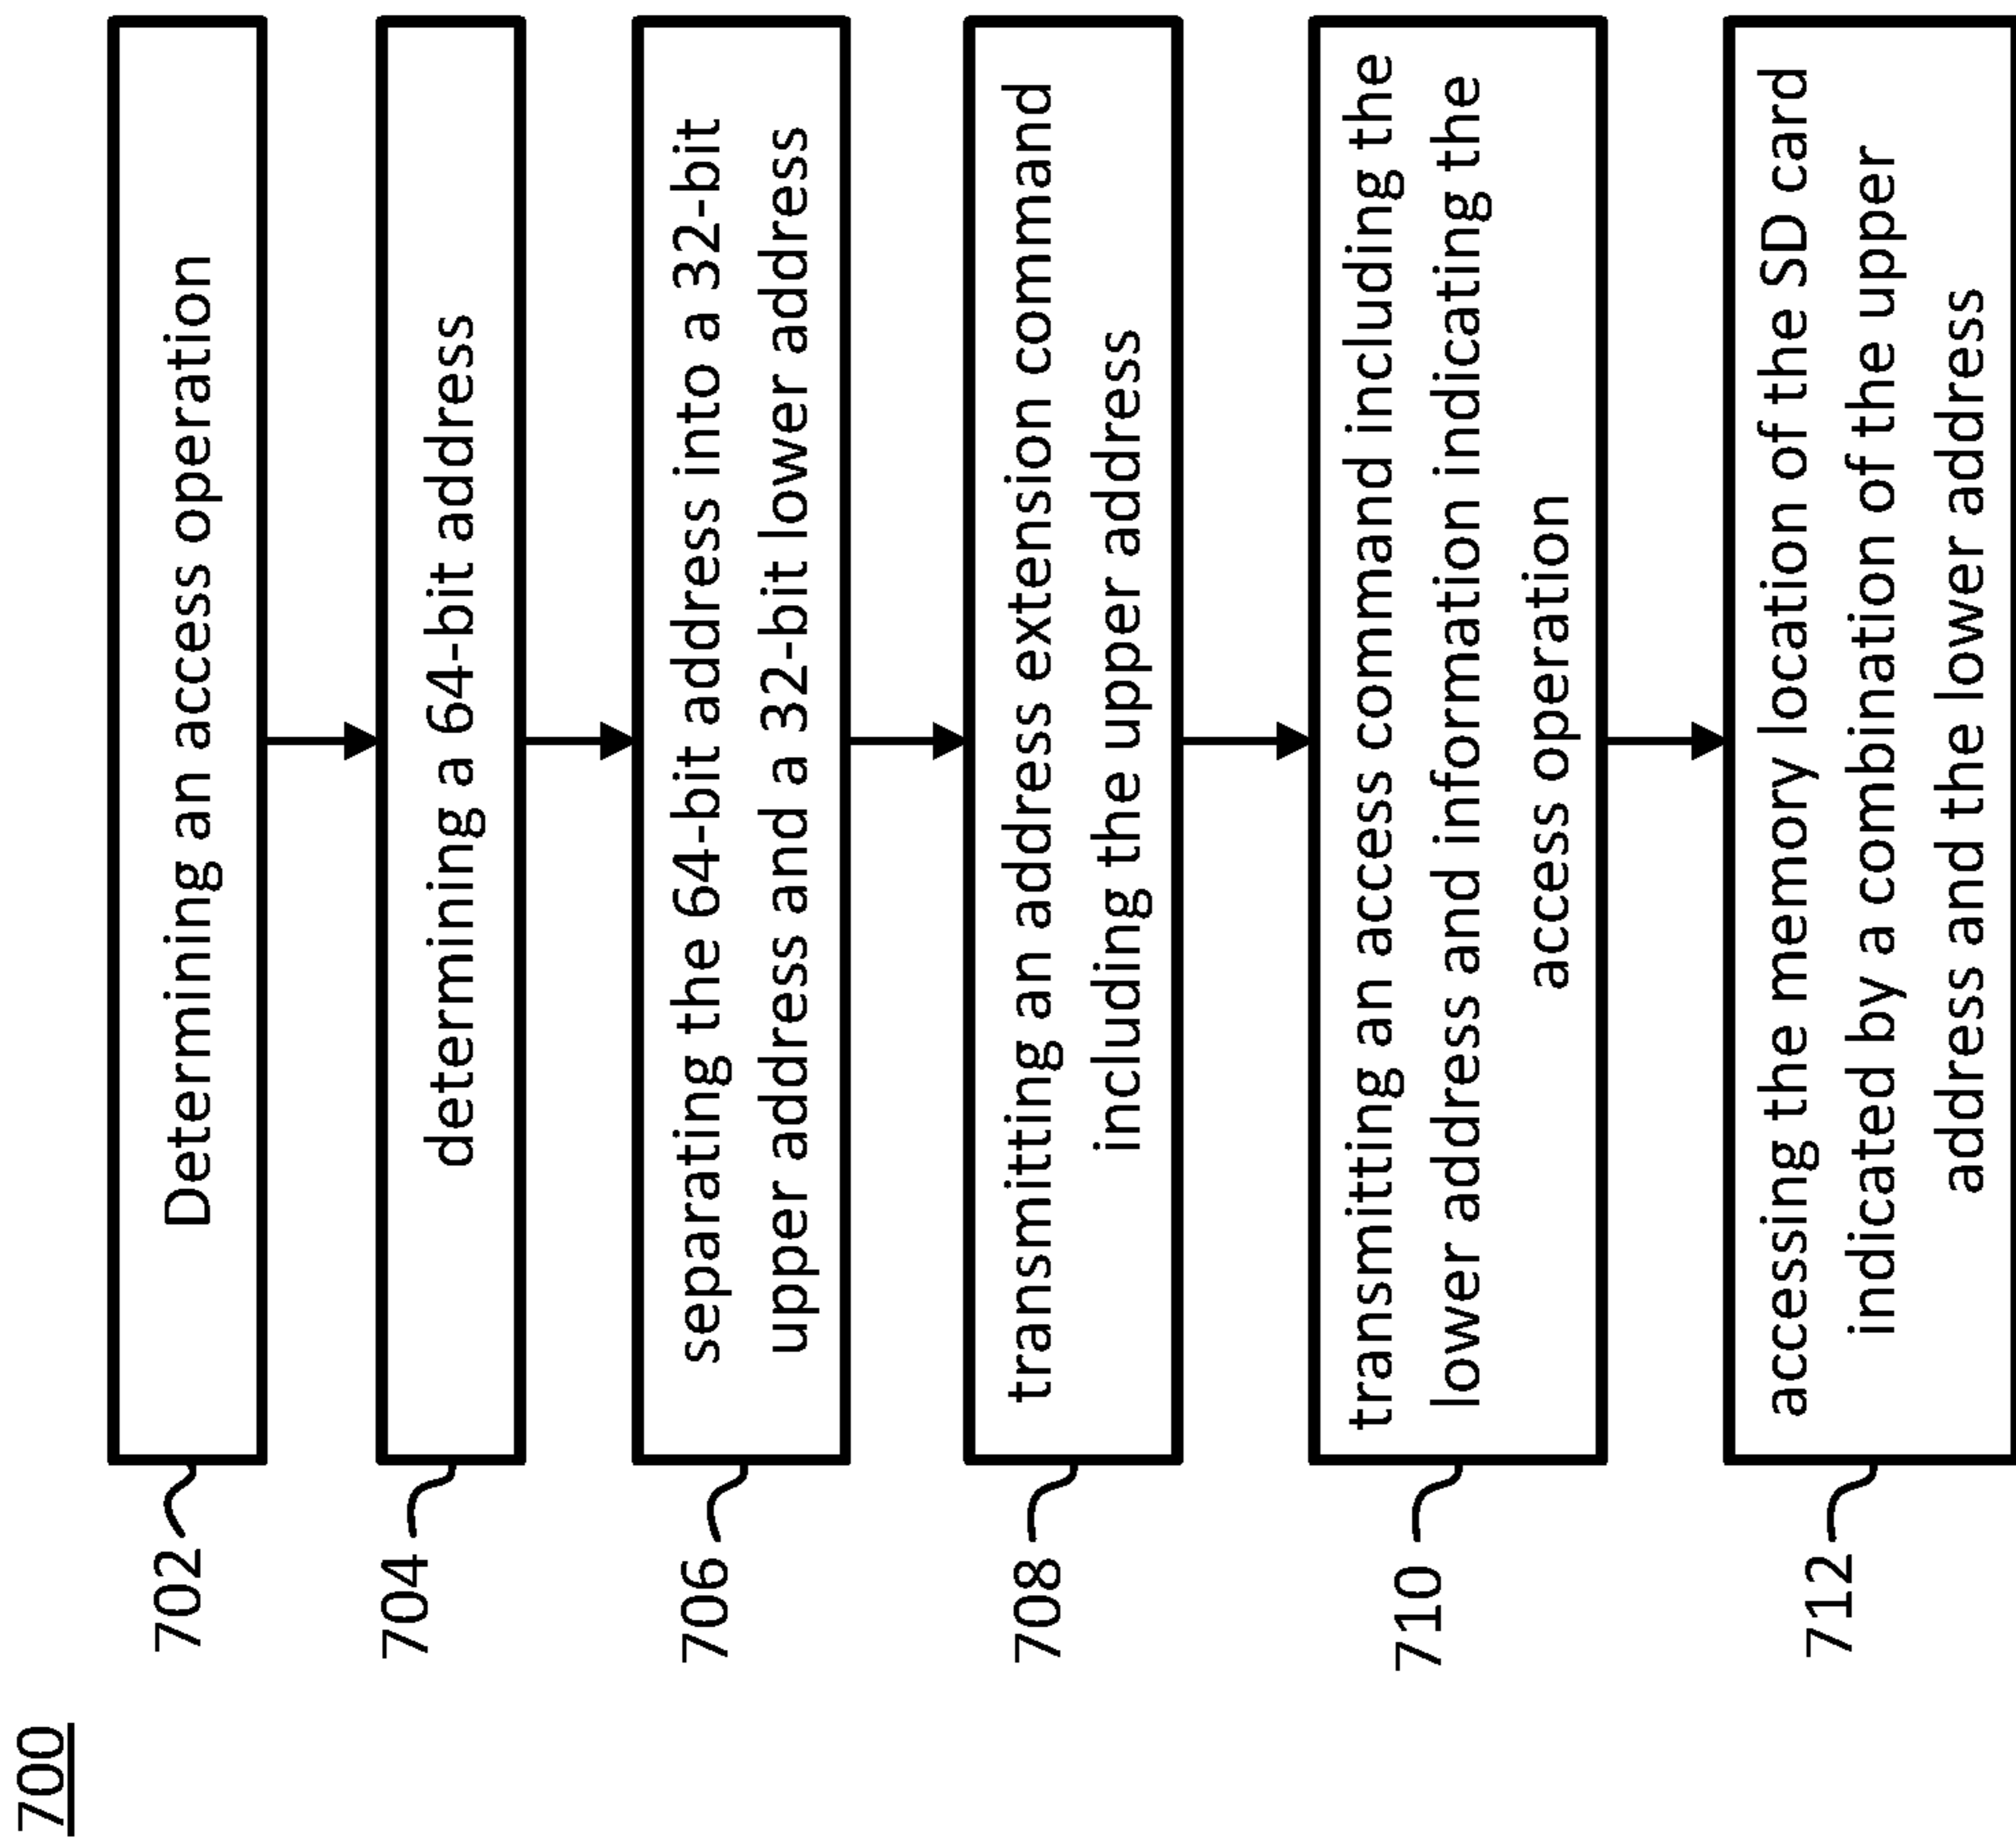 700
702
Determining an access operation
704
determining a 64-bit address
706
separating the 64-bit address into a 32-bit
upper address and a 32-bit lower address
708
transmitting an address extension command
including the upper address
710
transmitting an access command including the
lower address and information indicating the
access operation
712
accessing the memory location of the SD card
indicated by a combination of the upper
address and the lower address